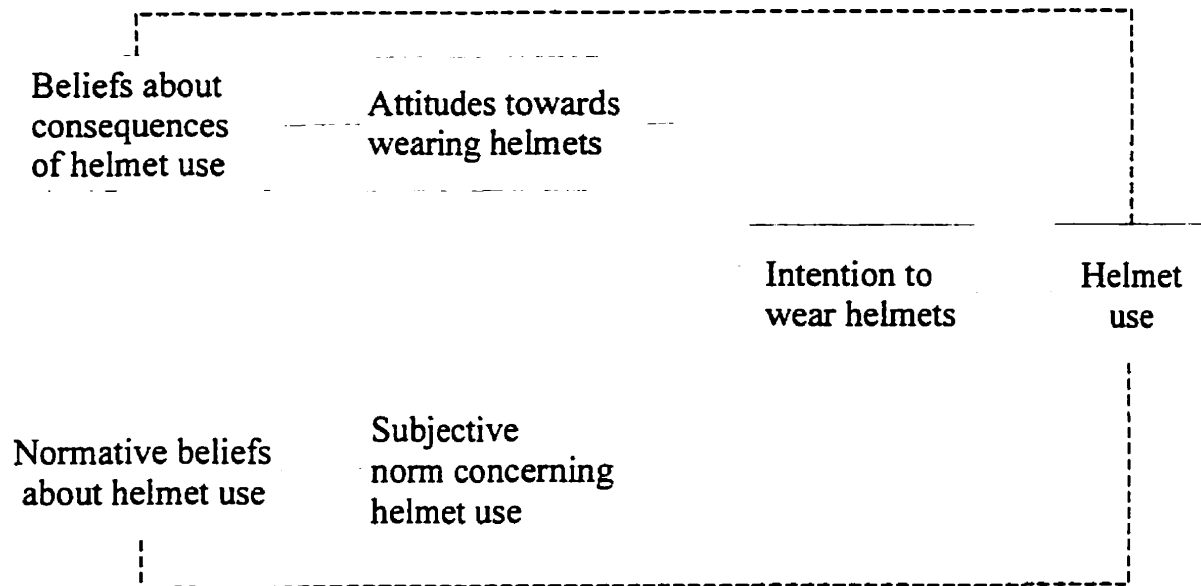 Beliefs about
consequences
of helmet use
Attitudes towards
wearing helmets
Intention to
wear helmets
Helmet
use
Normative beliefs
about helmet use
Subjective
norm concerning
helmet use